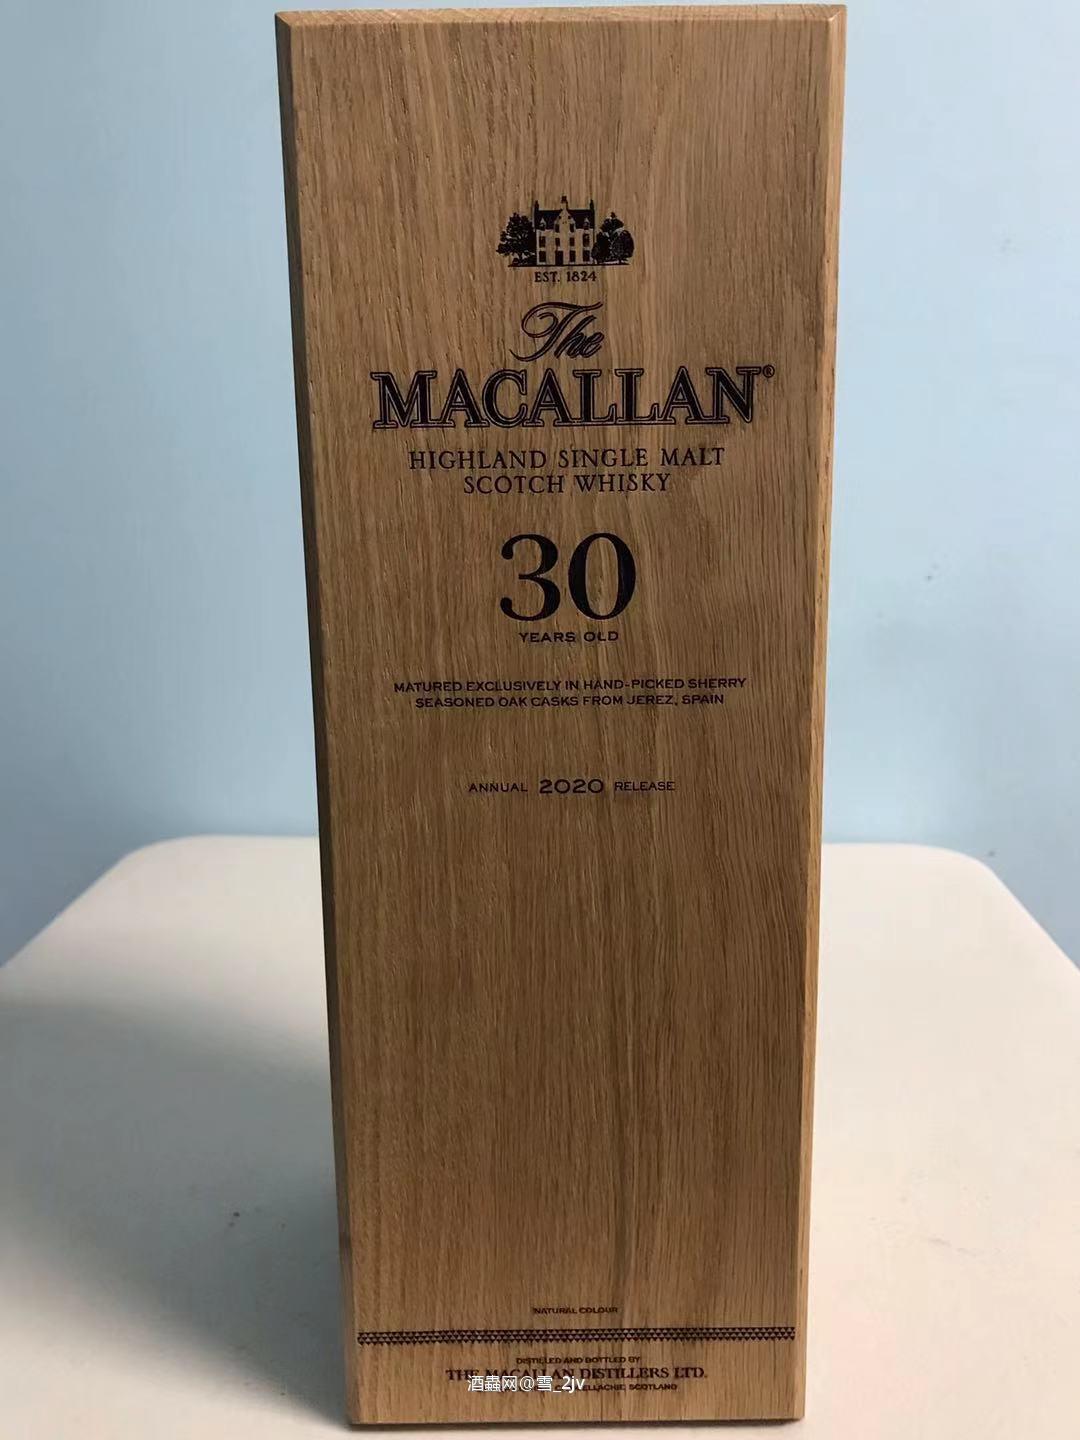 EST. 1824
The
MACALLAN®
HIGHLAND SINGLE MALT
SCOTCH WHISKY
30
YEARS OLD
MATURED EXCLUSIVELY IN HAND-PICKED SHERRY
SEASONED OAK CASKS FROM JEREZ, SPAIN
ANNUAL 2020 RELEASE
NATURAL COLOUR
DISTILLED AND BOTTLED BY
THE MACALLAN DISTILLERS LTD.
酒蟲网@雪_2jv
SCOTLAND